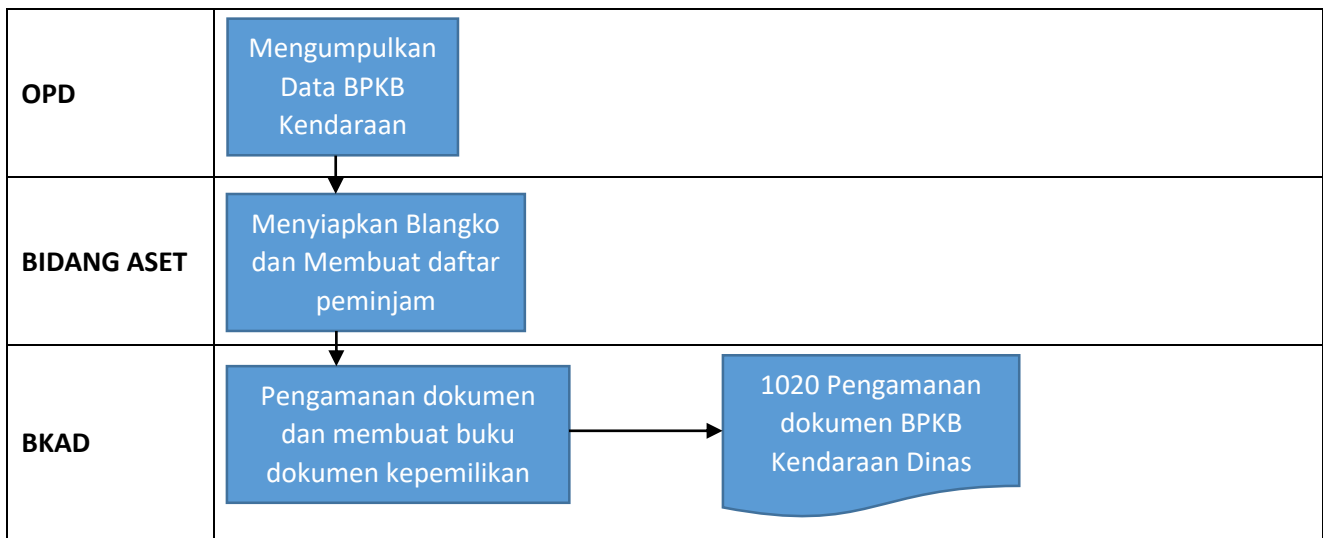 OPD
Mengumpulkan
Data BPKB
Kendaraan
BIDANG ASET
Menyiapkan Blangko
dan Membuat daftar
peminjam
BKAD
Pengamanan dokumen
dan membuat buku
dokumen kepemilikan
1020 Pengamanan
dokumen BPKB
Kendaraan Dinas